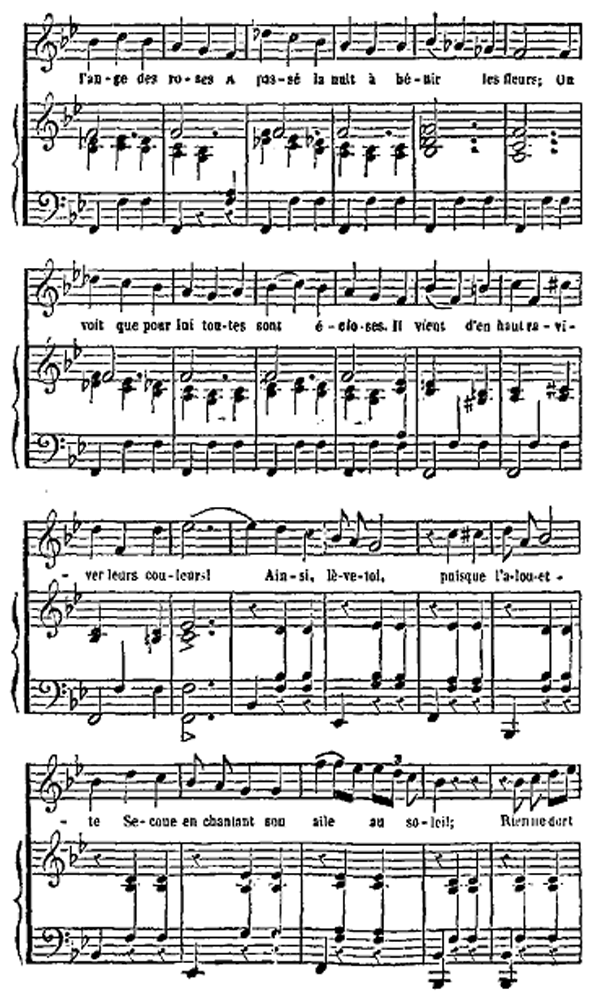 l'an-ge des ro-ses A pas-sé la nuit à bé-nir les fleurs; On
voit que pour lui tou-tes sont é-clo-ses. Il vient d'en haut ra-vi-
- ver leurs cou-leurs! Ain-si, lè-ve-toi, puisque l'a-lou-et-
- te Se-coue en chantant son aile au so-leil; Rien ne dort
3